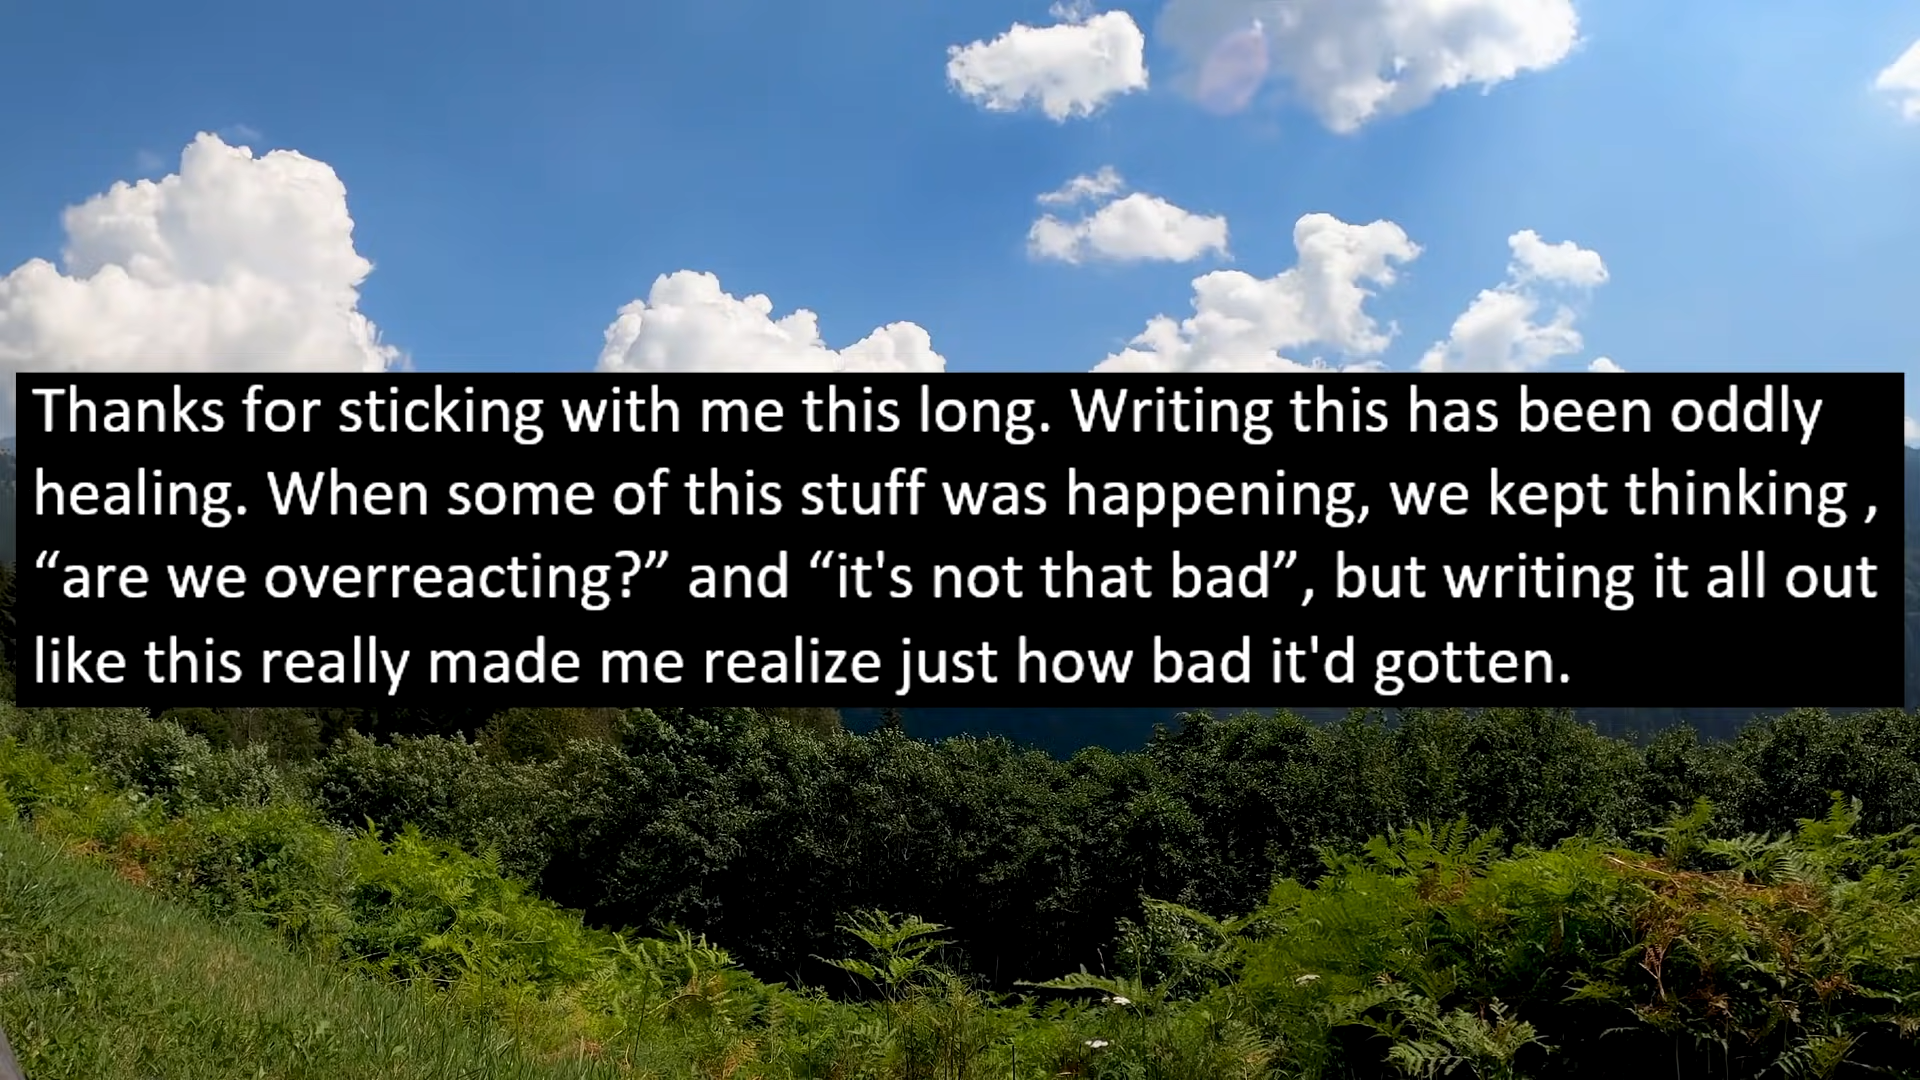 Thanks for sticking with me this long. Writing this has been oddly
healing. When some of this stuff was happening, we kept thinking ,
“are we overreacting?” and “it's not that bad”, but writing it all out
like this really made me realize just how bad it'd gotten.